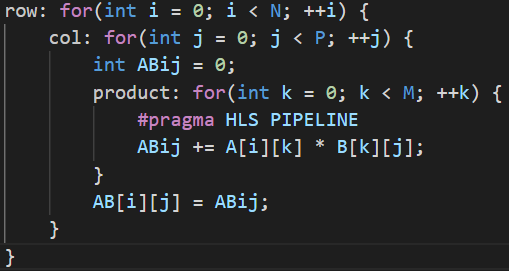 row: for(int i = 0; i < N; ++i) {
    col: for(int j = 0; j < P; ++j) {
        int ABij = 0;
        product: for(int k = 0; k < M; ++k) {
            #pragma HLS PIPELINE
            ABij += A[i][k] * B[k][j];
        }
        AB[i][j] = ABij;
    }
}